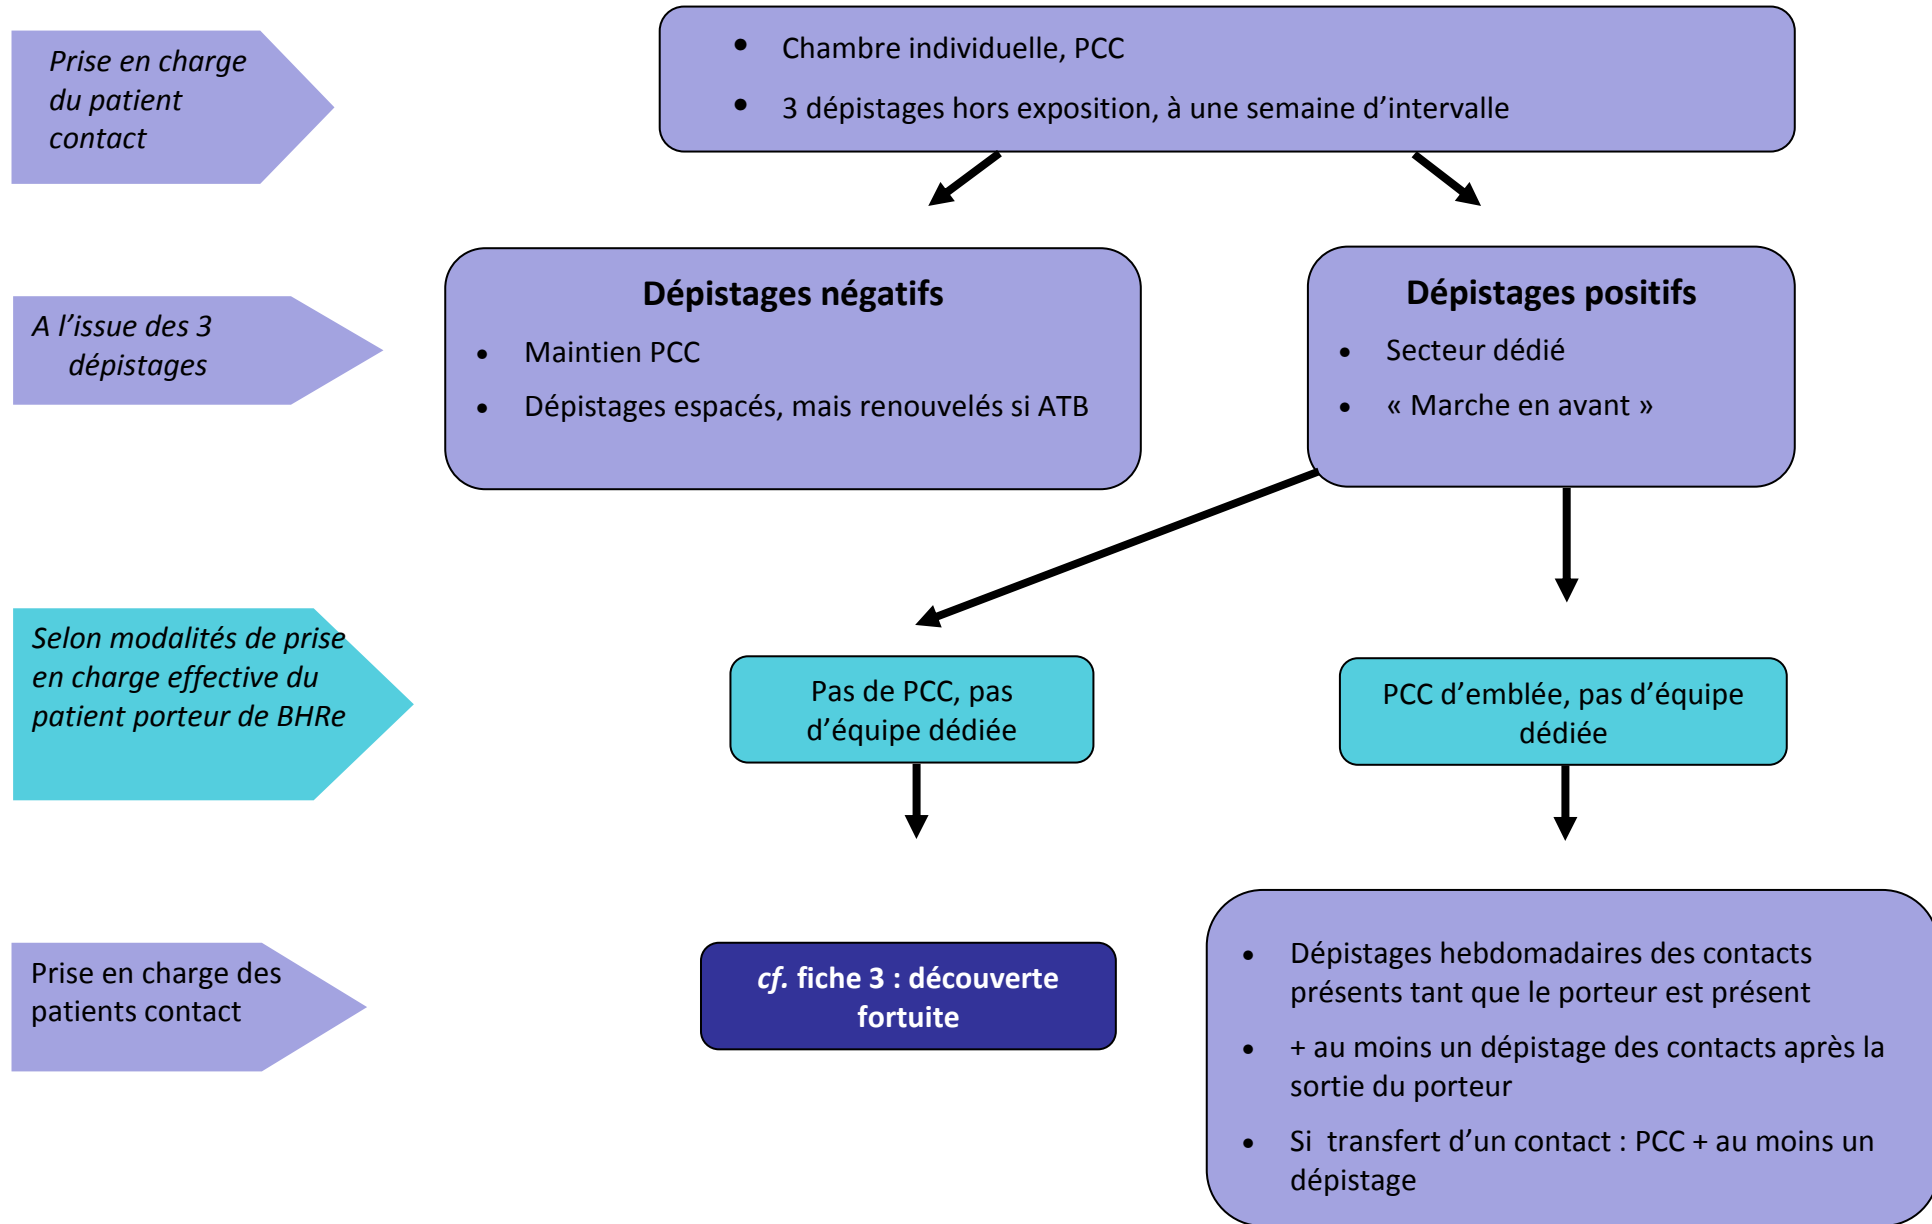 Prise en charge
du patient
contact
• Chambre individuelle, PCC
• 3 dépistages hors exposition, à une semaine d’intervalle
A l’issue des 3
dépistages
Dépistages négatifs
• Maintien PCC
• Dépistages espacés, mais renouvelés si ATB
Dépistages positifs
• Secteur dédié
• « Marche en avant »
Selon modalités de prise
en charge effective du
patient porteur de BHRe
Pas de PCC, pas
d’équipe dédiée
PCC d’emblée, pas d’équipe
dédiée
Prise en charge des
patients contact
cf. fiche 3 : découverte
fortuite
• Dépistages hebdomadaires des contacts
présents tant que le porteur est présent
• + au moins un dépistage des contacts après la
sortie du porteur
• Si transfert d’un contact : PCC + au moins un
dépistage